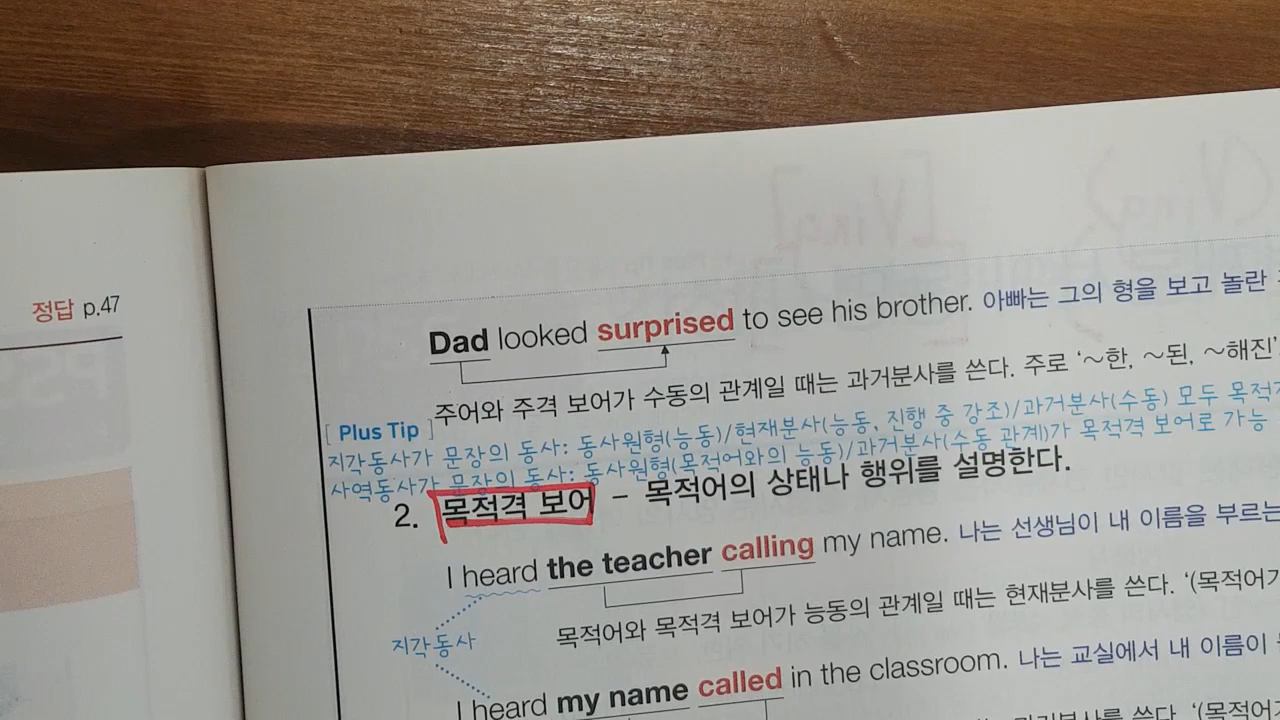 정답 p.47
Dad looked surprised to see his brother. 아빠는 그의 형을 보고 놀란
주어와 주격 보어가 수동의 관계일 때는 과거분사를 쓴다. 주로 '~한, ~된, ~해진'
[ Plus Tip ]
지각동사가 문장의 동사: 동사원형(능동)/현재분사(능동, 진행 중 강조)/과거분사(수동) 모두 목적격
사역동사가 문장의 동사: 동사원형(목적어와의 능동)/과거분사(수동 관계)가 목적격 보어로 가능
2. 목적격 보어 – 목적어의 상태나 행위를 설명한다.
I heard the teacher calling my name. 나는 선생님이 내 이름을 부르는
목적어와 목적격 보어가 능동의 관계일 때는 현재분사를 쓴다. '(목적어가
지각동사
I heard my name called in the classroom. 나는 교실에서 내 이름이